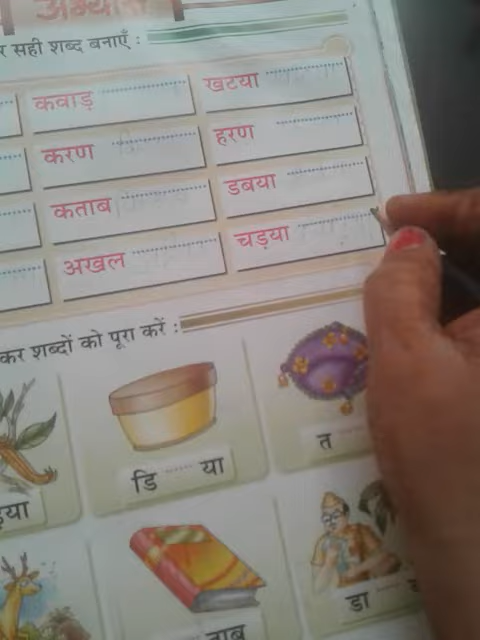 अभ्यास
सही शब्द बनाएँ :
कवाड़ खटया
करण हरण
कताब डबया
अखल चड़या
कर शब्दों को पूरा करें :
डि या
त
डा